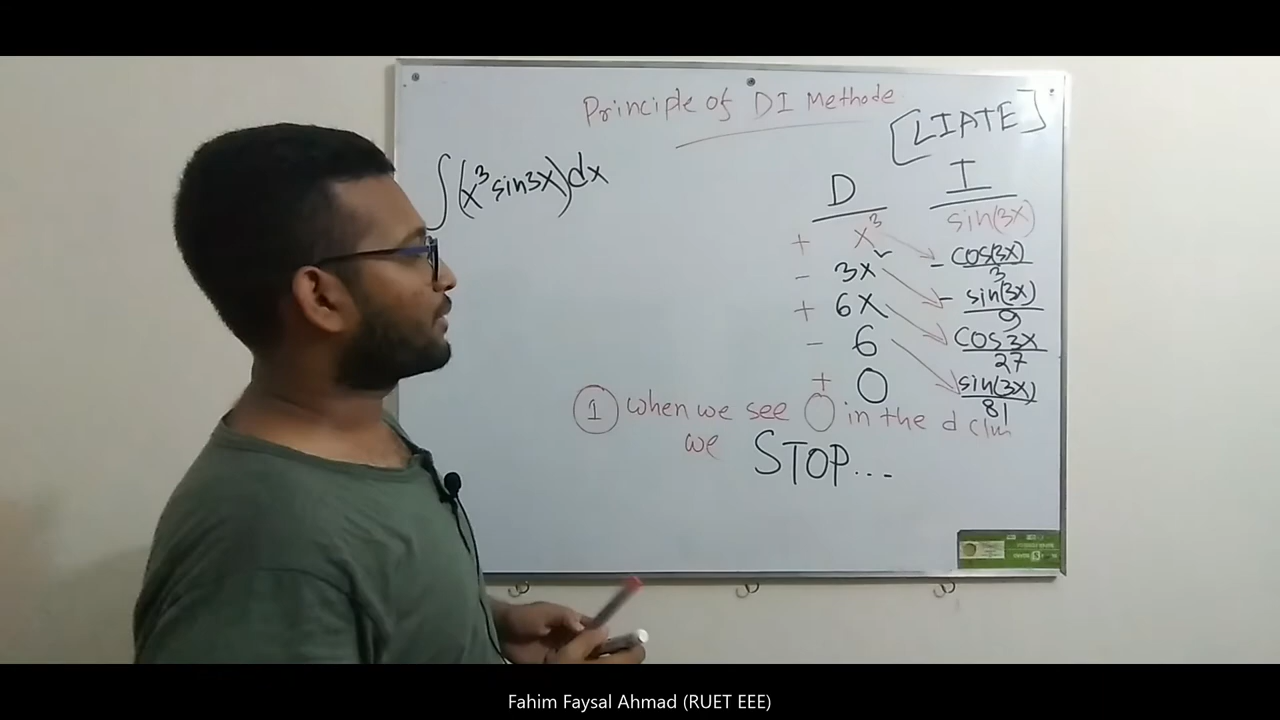 Principle of DI Methode
[LIATE]
∫(x³ sin3x)dx
D I
+ x³ sin(3x)
- 3x² - cos(3x)/3
+ 6x - sin(3x)/9
- 6 cos3x/27
+ 0 sin(3x)/81
1 when we see 0 in the d clm
we STOP...
Fahim Faysal Ahmad (RUET EEE)